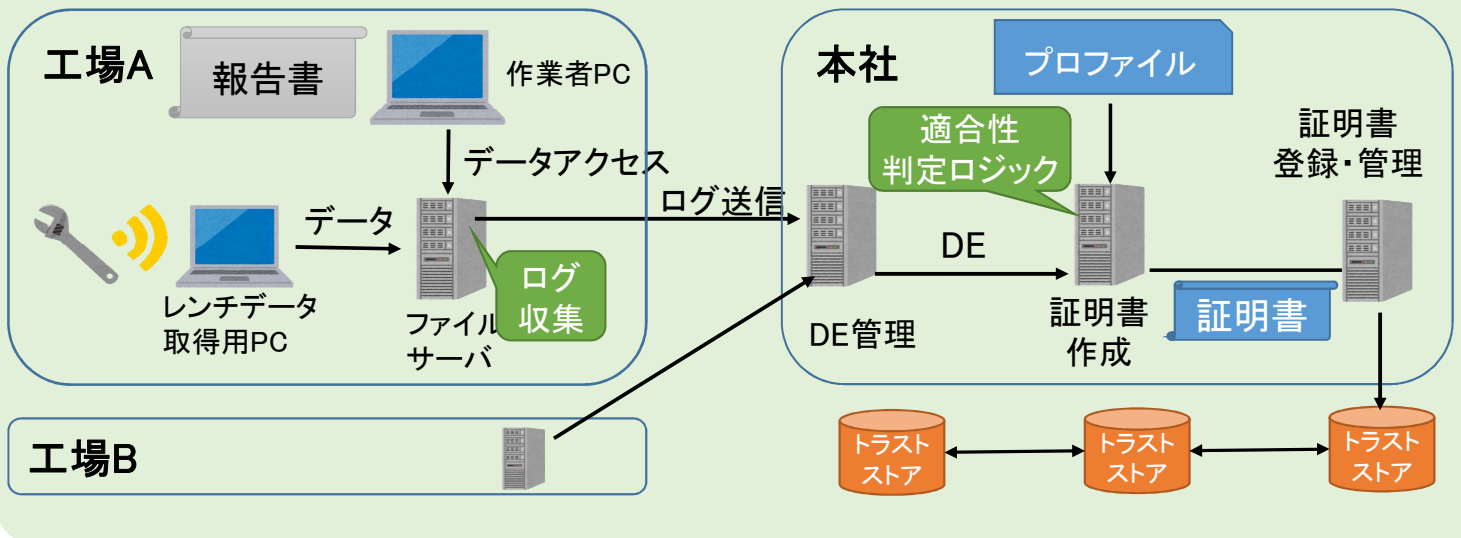 工場A
報告書
作業者PC
データアクセス
データ
ログ送信
レンチデータ
取得用PC
ファイル
サーバ
ログ
収集
工場B
本社
プロファイル
適合性
判定ロジック
証明書
登録・管理
DE
DE管理
証明書
作成
証明書
トラスト
ストア
トラスト
ストア
トラスト
ストア